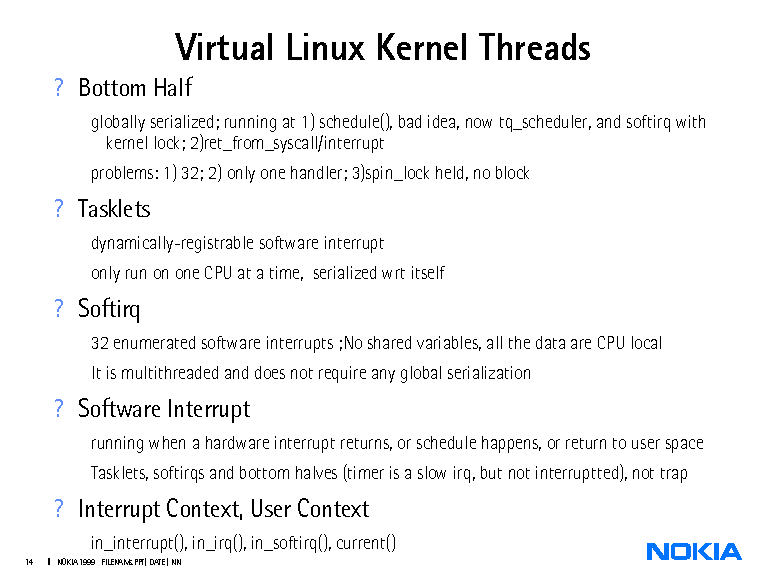 Virtual Linux Kernel Threads
? Bottom Half
globally serialized; running at 1) schedule(), bad idea, now tq_scheduler, and softirq with
kernel lock; 2)ret_from_syscall/interrupt
problems: 1) 32; 2) only one handler; 3)spin_lock held, no block
? Tasklets
dynamically-registrable software interrupt
only run on one CPU at a time, serialized wrt itself
? Softirq
32 enumerated software interrupts ;No shared variables, all the data are CPU local
It is multithreaded and does not require any global serialization
? Software Interrupt
running when a hardware interrupt returns, or schedule happens, or return to user space
Tasklets, softirqs and bottom halves (timer is a slow irq, but not interruptted), not trap
? Interrupt Context, User Context
in_interrupt(), in_irq(), in_softirq(), current()
14 | NOKIA 1999 FILENAMs.PPT/ DATE / NN
NOKIA